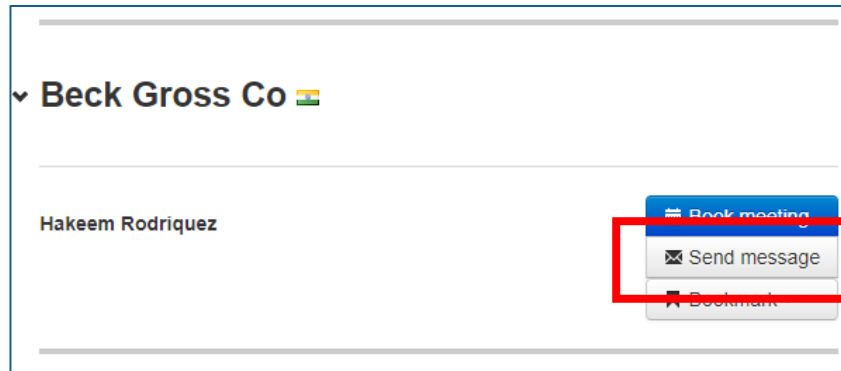 Beck Gross Co
Hakeem Rodriquez
Book meeting
Send message
Bookmark